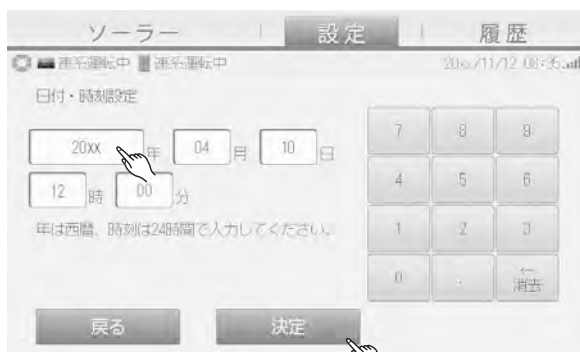 ソーラー 設定 履歴
連系運転中 連系運転中 20xx/11/12 08:35
日付・時刻設定
20XX 年 04 月 10 日
12 時 00 分
年は西暦、時刻は24時間で入力してください。
7 8 9
4 5 6
1 2 3
0 . ←
消去
戻る 決定